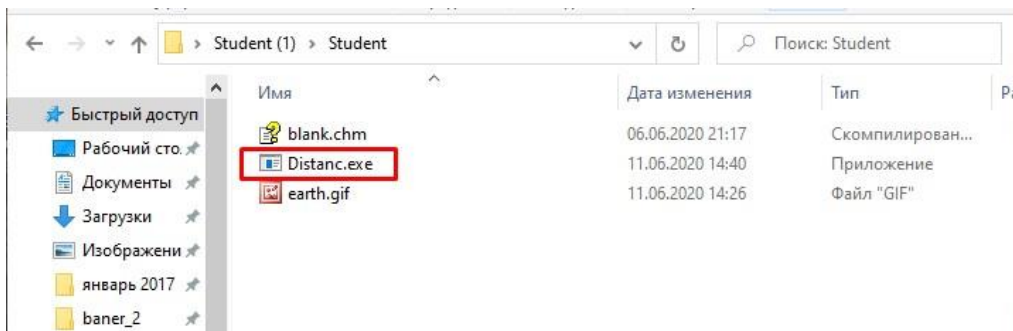 Student (1) > Student
Поиск: Student
Имя
Дата изменения
Тип
Быстрый доступ
blank.chm
06.06.2020 21:17
Скомпилирован...
Рабочий сто.
Distanc.exe
11.06.2020 14:40
Приложение
Документы
earth.gif
11.06.2020 14:26
Файл "GIF"
Загрузки
Изображени
январь 2017
baner_2